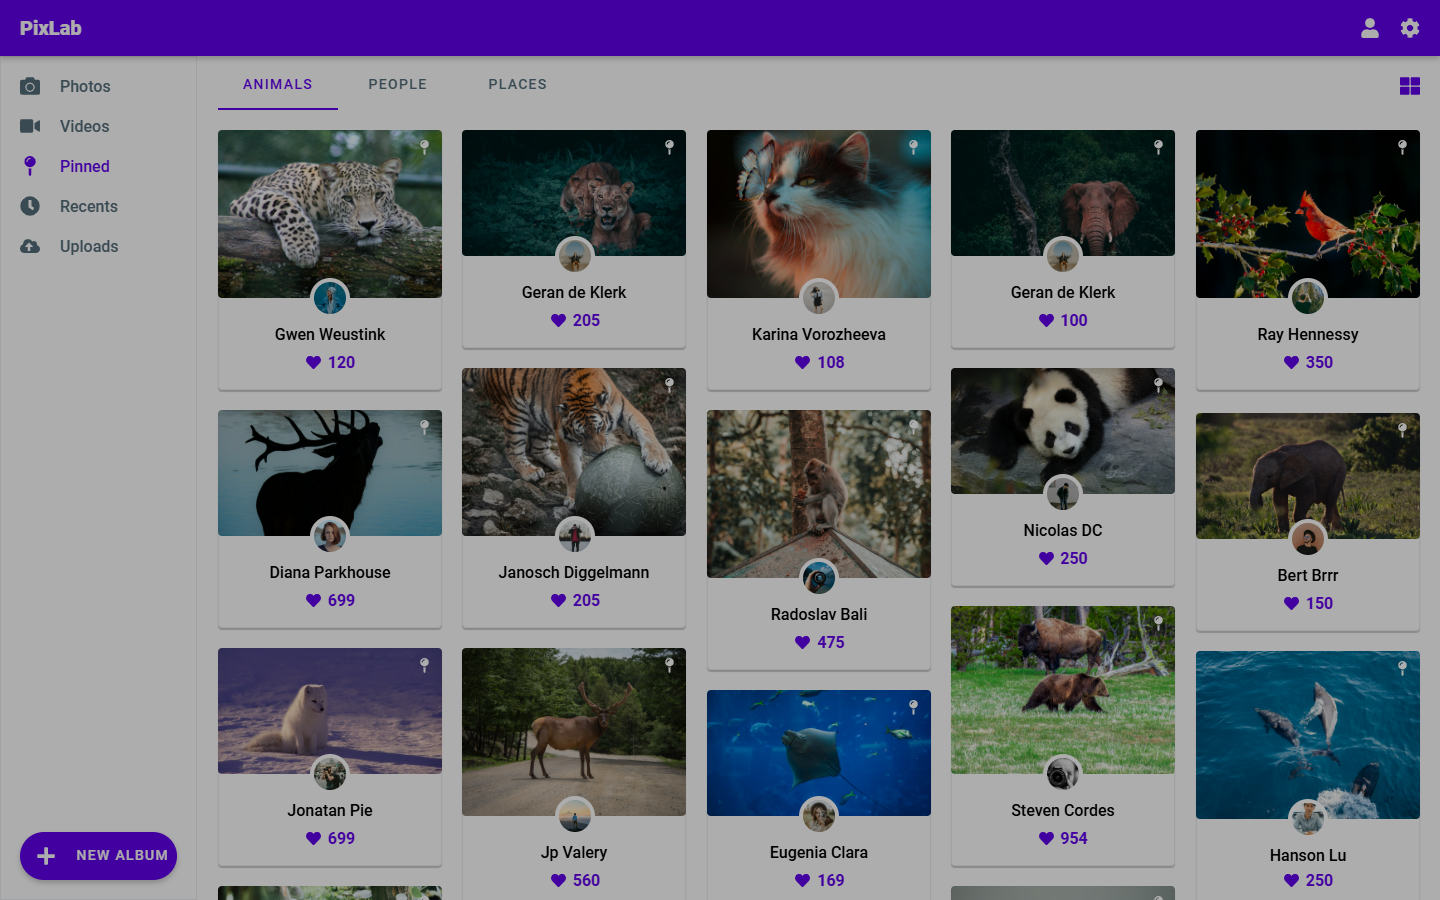 PixLab
Photos
Videos
Pinned
Recents
Uploads
NEW ALBUM
ANIMALS
PEOPLE
PLACES
Gwen Weustink
120
Geran de Klerk
205
Karina Vorozheeva
108
Geran de Klerk
100
Ray Hennessy
350
Diana Parkhouse
699
Janosch Diggelmann
205
Radoslav Bali
475
Nicolas DC
250
Bert Brrr
150
Jonatan Pie
699
Jp Valery
560
Eugenia Clara
169
Steven Cordes
954
Hanson Lu
250